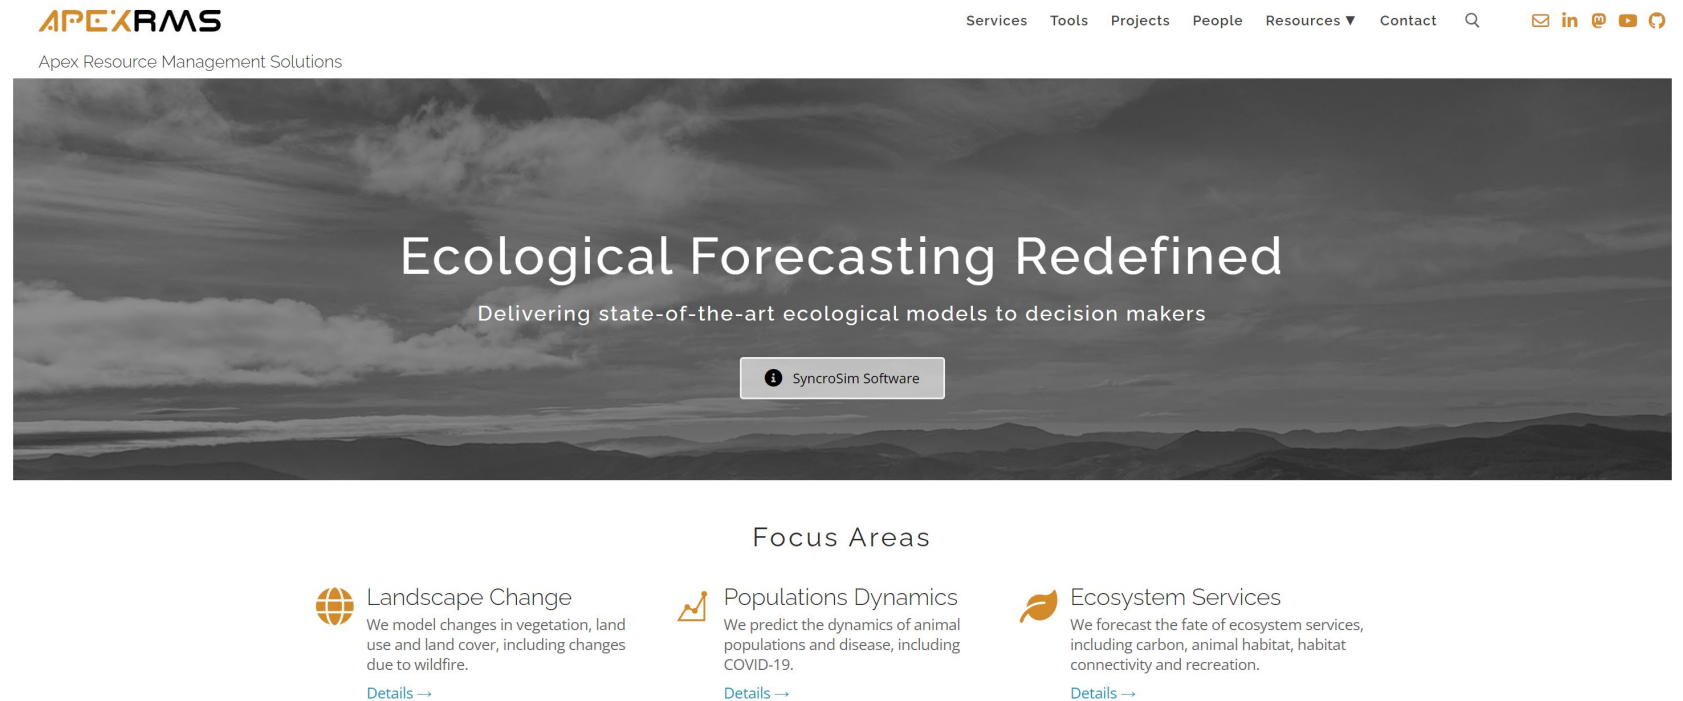 APEXRMS
Services Tools Projects People Resources ▼ Contact
Apex Resource Management Solutions
Ecological Forecasting Redefined
Delivering state-of-the-art ecological models to decision makers
SyncroSim Software
Focus Areas
Landscape Change
We model changes in vegetation, land
use and land cover, including changes
due to wildfire.
Details →
Populations Dynamics
We predict the dynamics of animal
populations and disease, including
COVID-19.
Details →
Ecosystem Services
We forecast the fate of ecosystem services,
including carbon, animal habitat, habitat
connectivity and recreation.
Details →